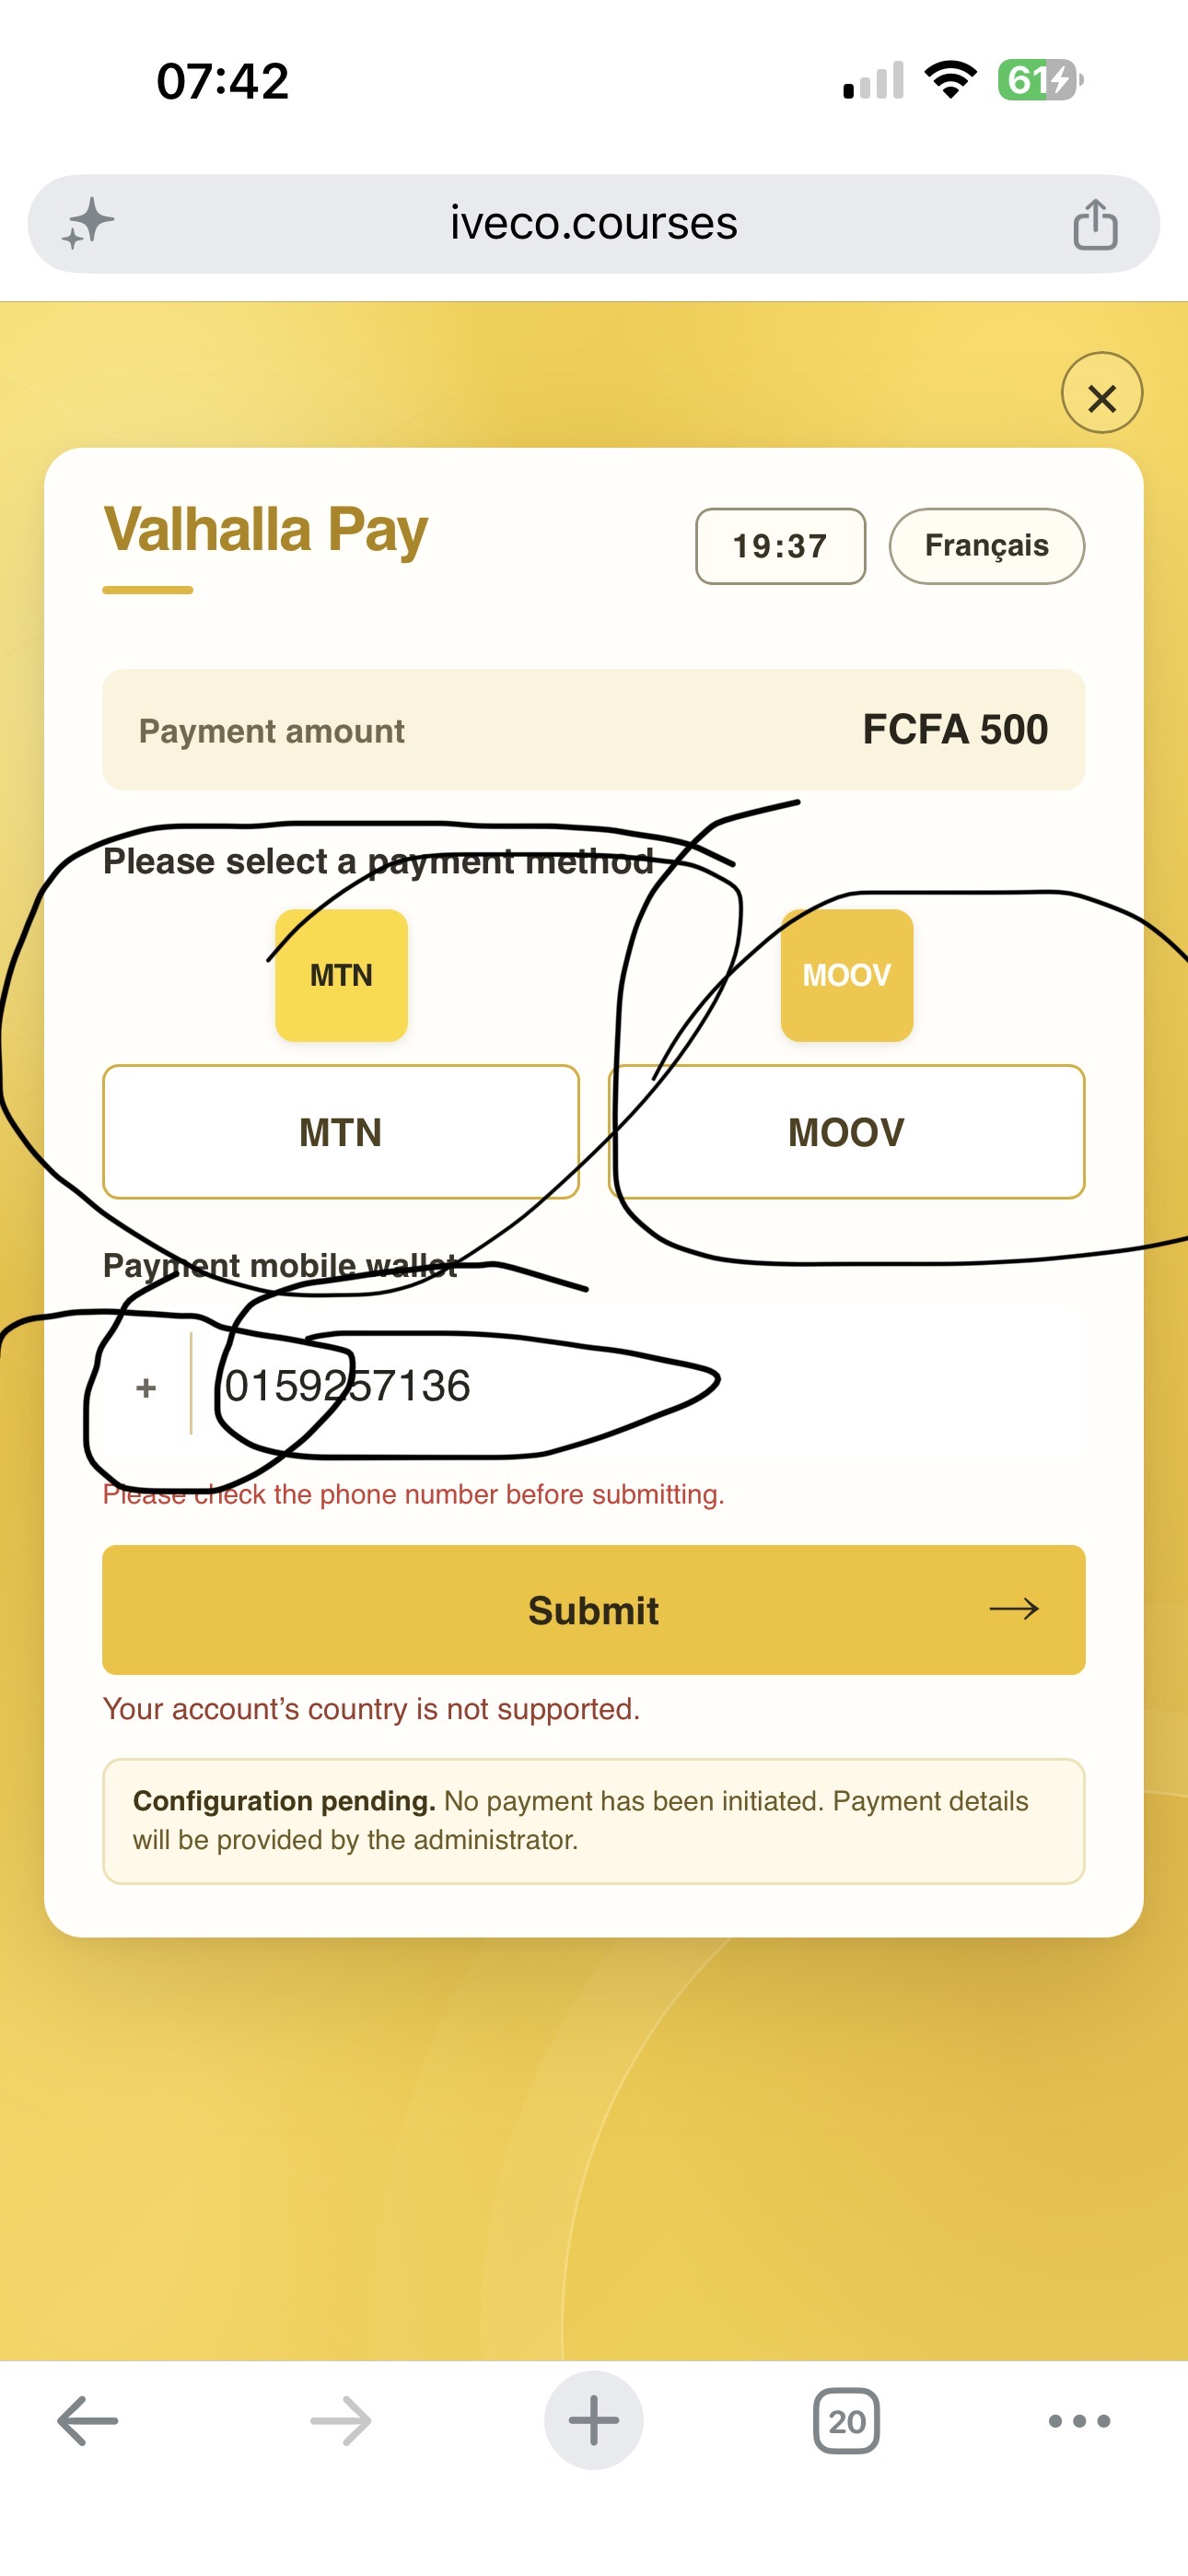 07:42
61
iveco.courses
Valhalla Pay
19:37
Français
Payment amount
FCFA 500
Please select a payment method
MTN
MOOV
MTN
MOOV
Payment mobile wallet
+
0159257136
Please check the phone number before submitting.
Submit
Your account’s country is not supported.
Configuration pending. No payment has been initiated. Payment details
will be provided by the administrator.
20